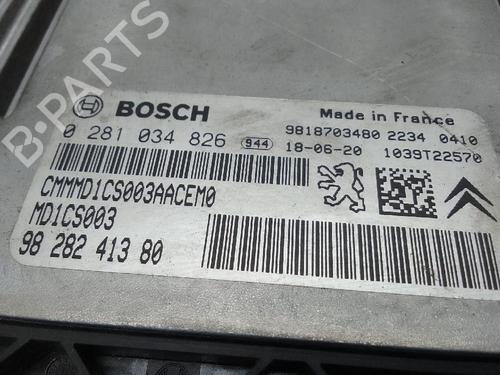 B-PARTS
BOSCH
0 281 034 826 944
CMMMD1CS003AACEM0
MD1CS003
98 282 413 80
Made in France
9818703480 2234 0410
18-06-20 1039T22570